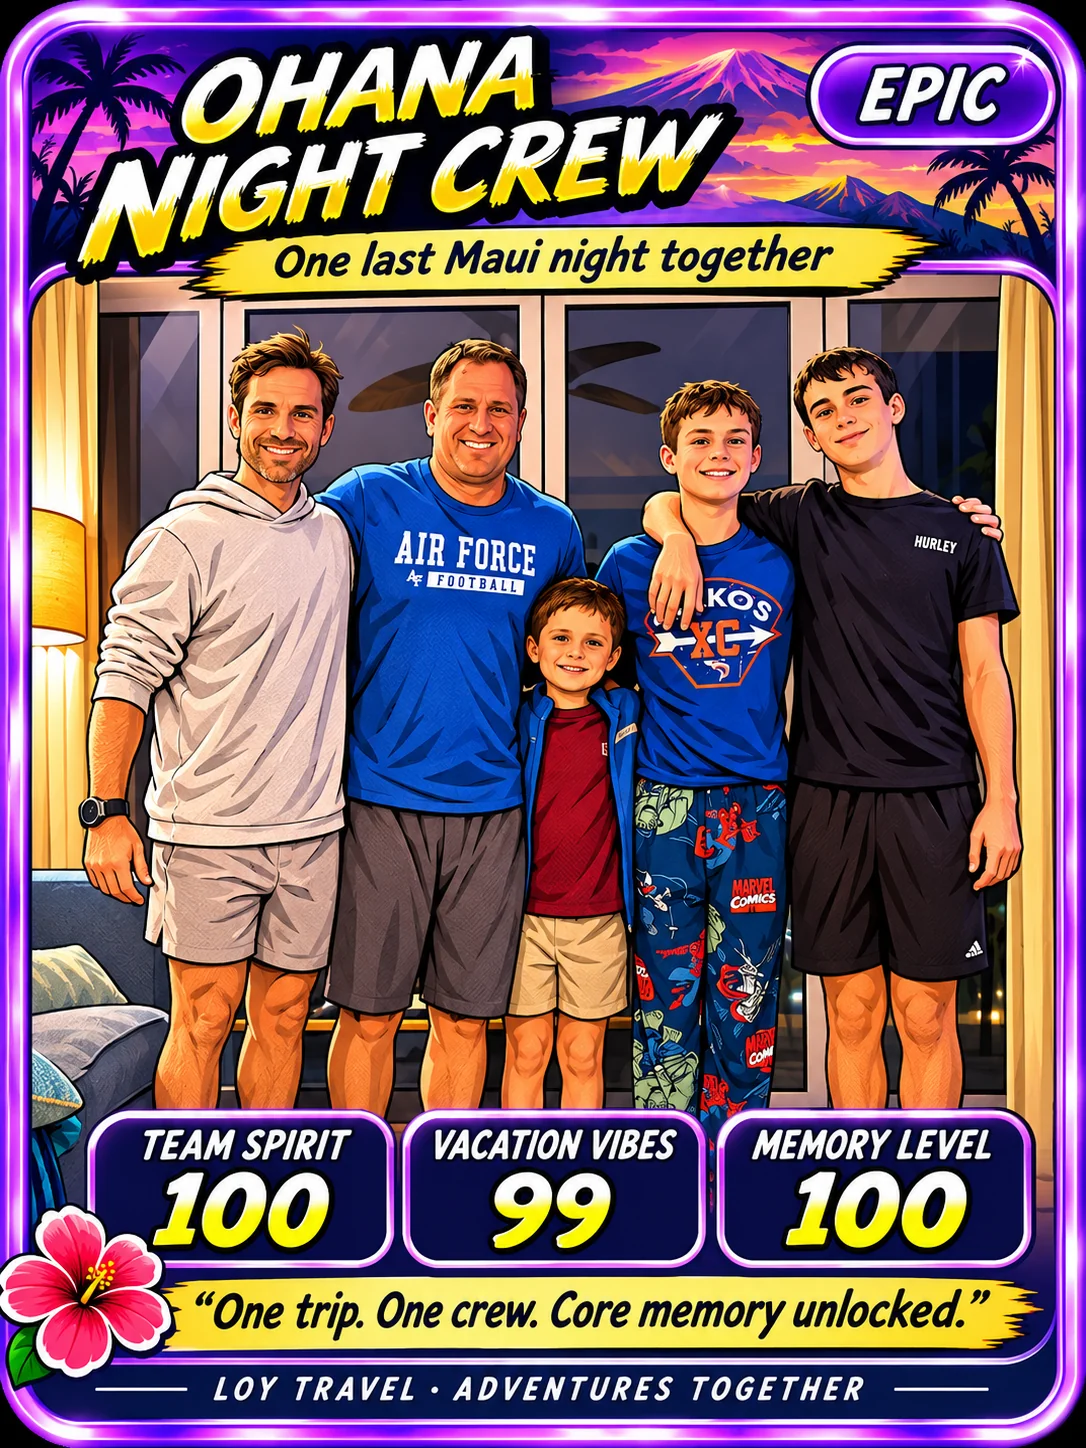 OHANA
NIGHT CREW
EPIC
One last Maui night together
AIR FORCE
AF FOOTBALL
HURLEY
XC
MARVEL
COMICS
TEAM SPIRIT
100
VACATION VIBES
99
MEMORY LEVEL
100
“One trip. One crew. Core memory unlocked.”
LOY TRAVEL · ADVENTURES TOGETHER